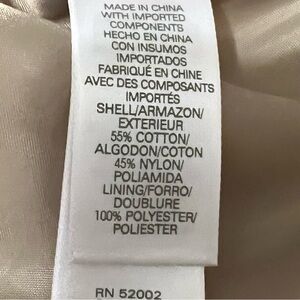 MADE IN CHINA
WITH IMPORTED
COMPONENTS
HECHO EN CHINA
CON INSUMOS
IMPORTADOS
FABRIQUÉ EN CHINE
AVEC DES COMPOSANTS
IMPORTÉS
SHELL/ARMAZON/
EXTERIEUR
55% COTTON/
ALGODON/COTON
45% NYLON/
POLIAMIDA
LINING/FORRO/
DOUBLURE
100% POLYESTER/
POLIESTER
RN 52002